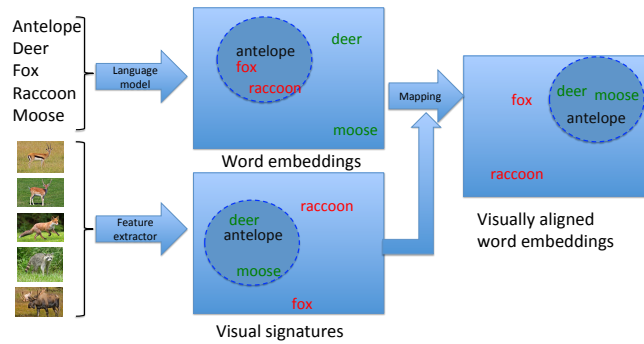 Antelope
Deer
Fox
Raccoon
Moose
Language
model
antelope
fox
raccoon
deer
moose
Word embeddings
Mapping
fox
deer
moose
antelope
raccoon
Visually aligned
word embeddings
Feature
extractor
raccoon
deer
antelope
moose
fox
Visual signatures